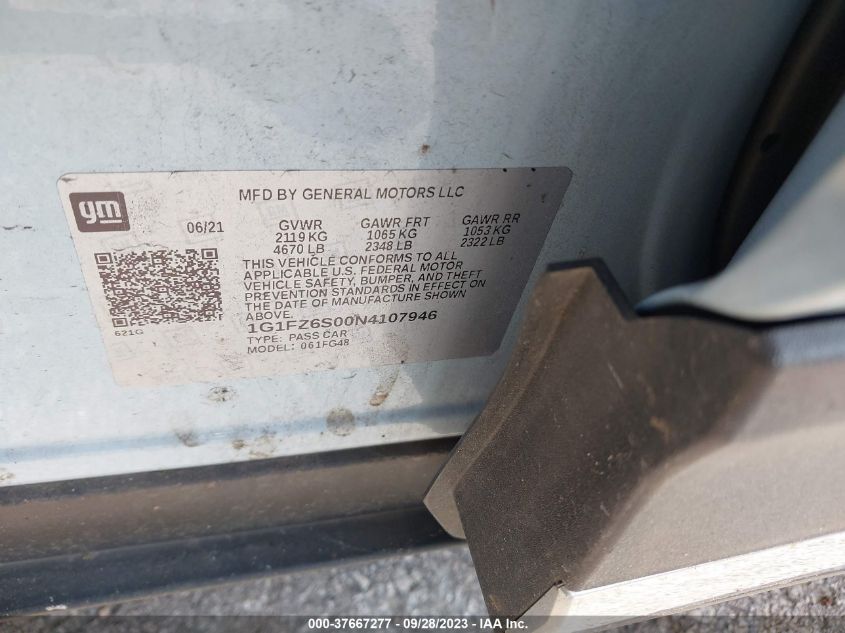 gm
MFD BY GENERAL MOTORS LLC
06/21 GVWR GAWR FRT GAWR RR
2119 KG 1065 KG 1053 KG
4670 LB 2348 LB 2322 LB
THIS VEHICLE CONFORMS TO ALL
APPLICABLE U.S. FEDERAL MOTOR
VEHICLE SAFETY, BUMPER, AND THEFT
PREVENTION STANDARDS IN EFFECT ON
THE DATE OF MANUFACTURE SHOWN
ABOVE.
621G
1G1FZ6S00N4107946
TYPE: PASS CAR
MODEL: 061FG48
000-37667277 - 09/28/2023 - IAA Inc.